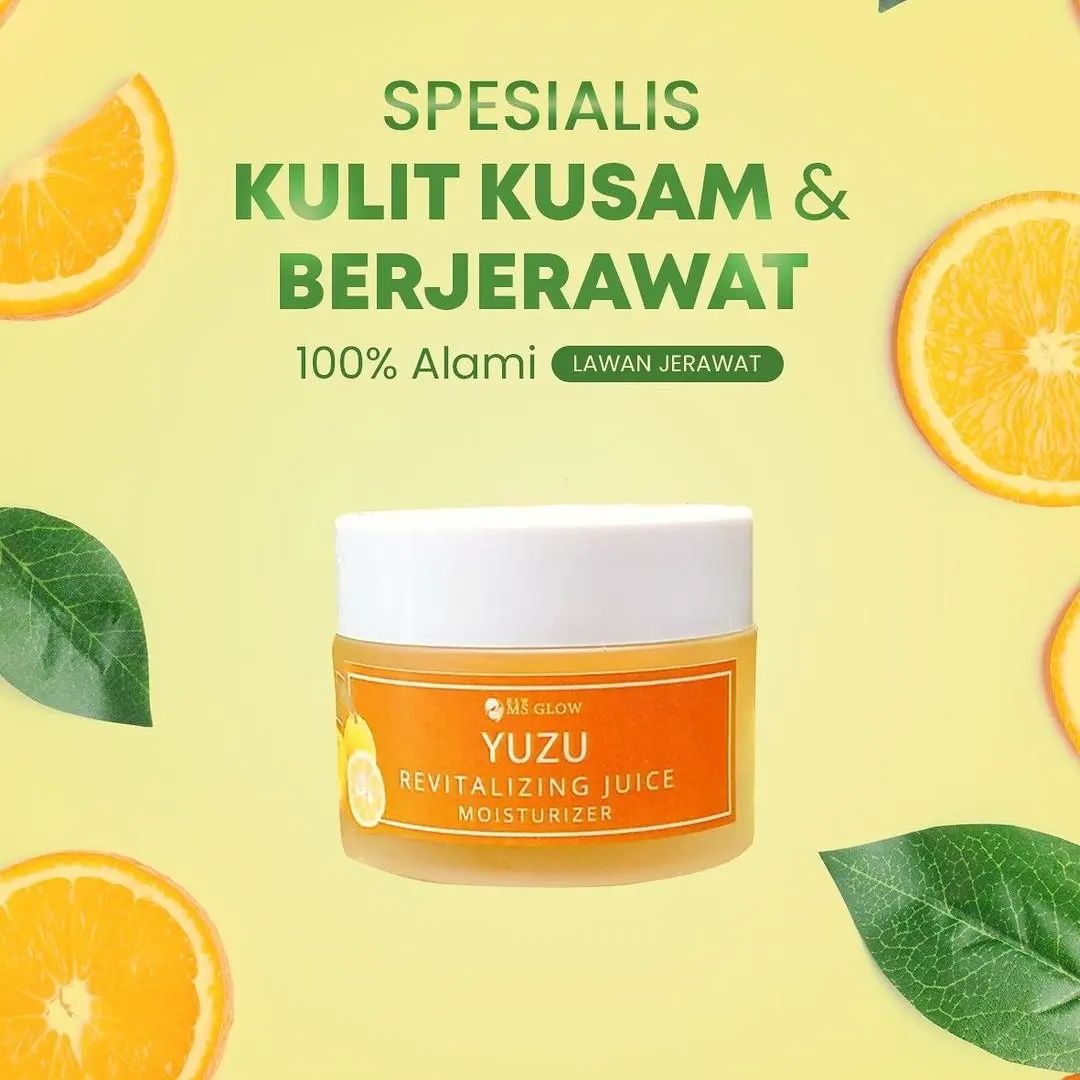 SPESIALIS
KULIT KUSAM &
BERJERAWAT
100% Alami LAWAN JERAWAT
MS GLOW
YUZU
REVITALIZING JUICE
MOISTURIZER